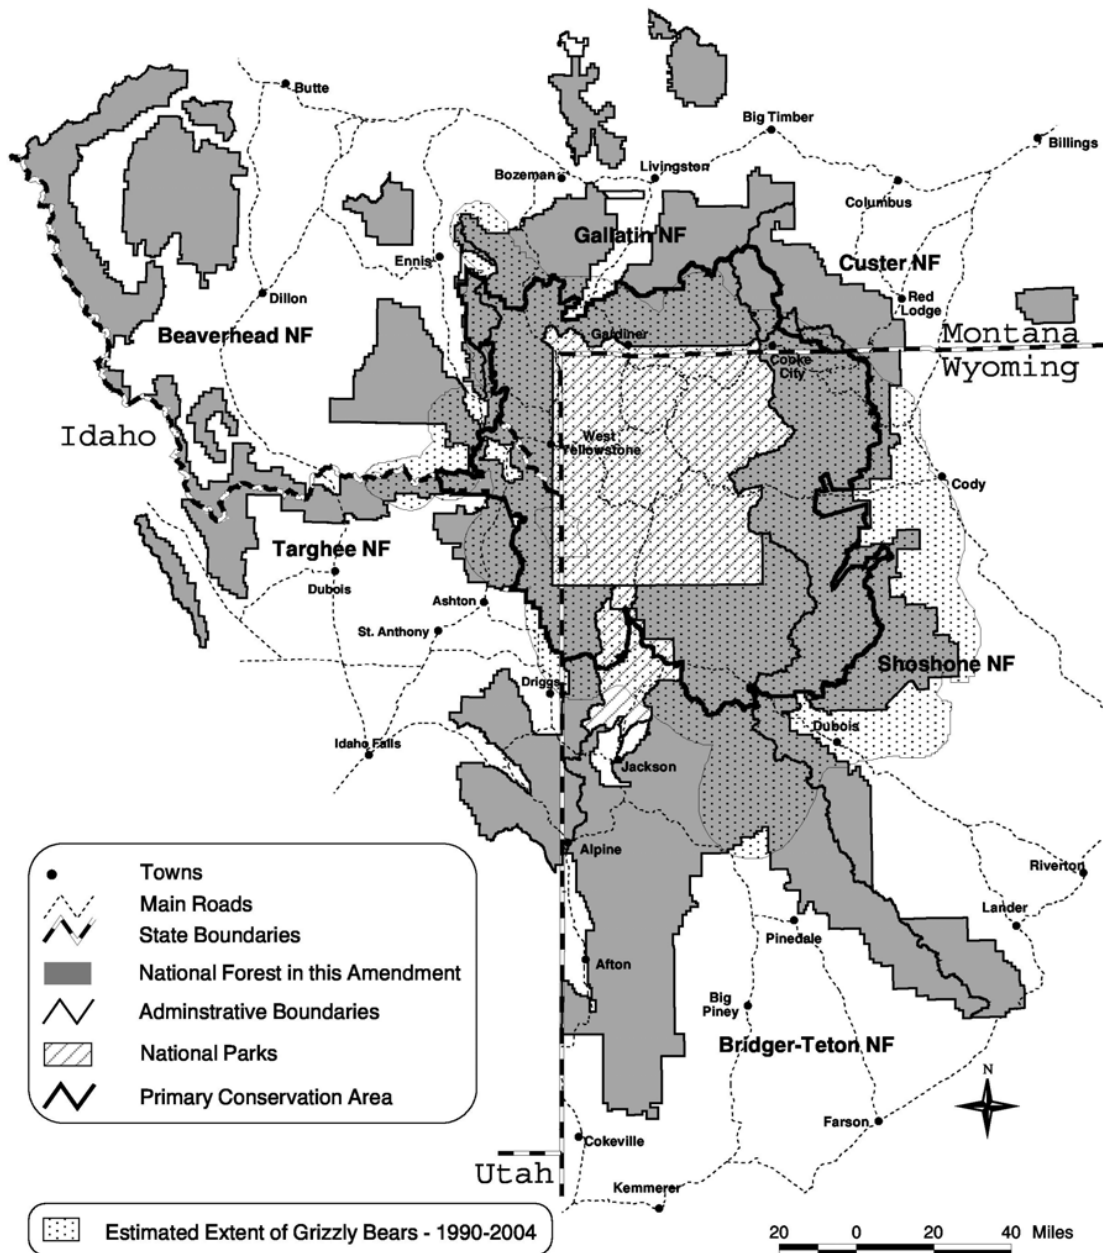 Butte
Big Timber
Billings
Bozeman
Livingston
Columbus
Gallatin NF
Ennis
Custer NF
Dillon
Red
Lodge
Beaverhead NF
Gardiner
Montana
Cooke
City
Wyoming
Idaho
West
Yellowstone
Cody
Targhee NF
Dubois
Ashton
St. Anthony
Shoshone NF
Driggs
Dubois
Idaho Falls
Jackson
Alpine
Riverton
Lander
Pinedale
Afton
Big
Piney
Bridger-Teton NF
N
Farson
Cokeville
Utah
Kemmerer
Towns
Main Roads
State Boundaries
National Forest in this Amendment
Adminstrative Boundaries
National Parks
Primary Conservation Area
Estimated Extent of Grizzly Bears - 1990-2004
20 0 20 40 Miles